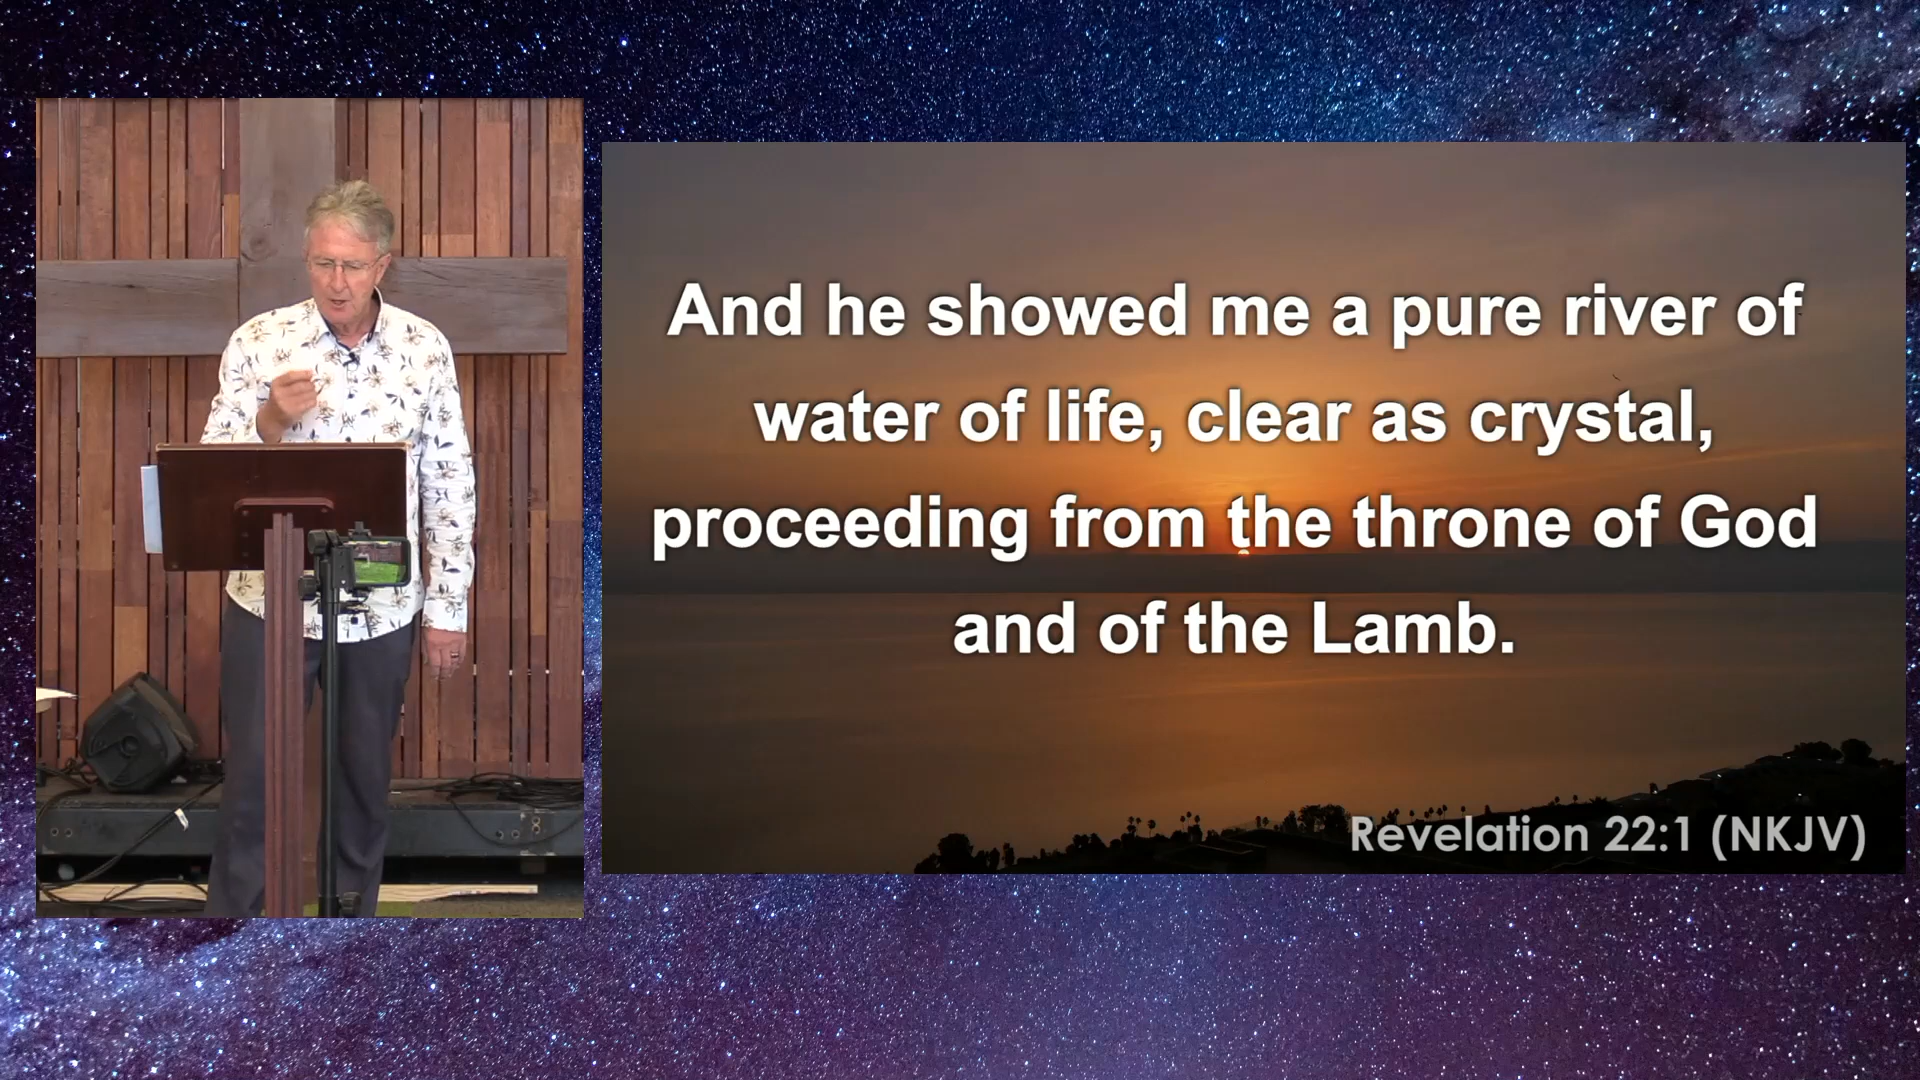 And he showed me a pure river of
water of life, clear as crystal,
proceeding from the throne of God
and of the Lamb.
Revelation 22:1 (NKJV)